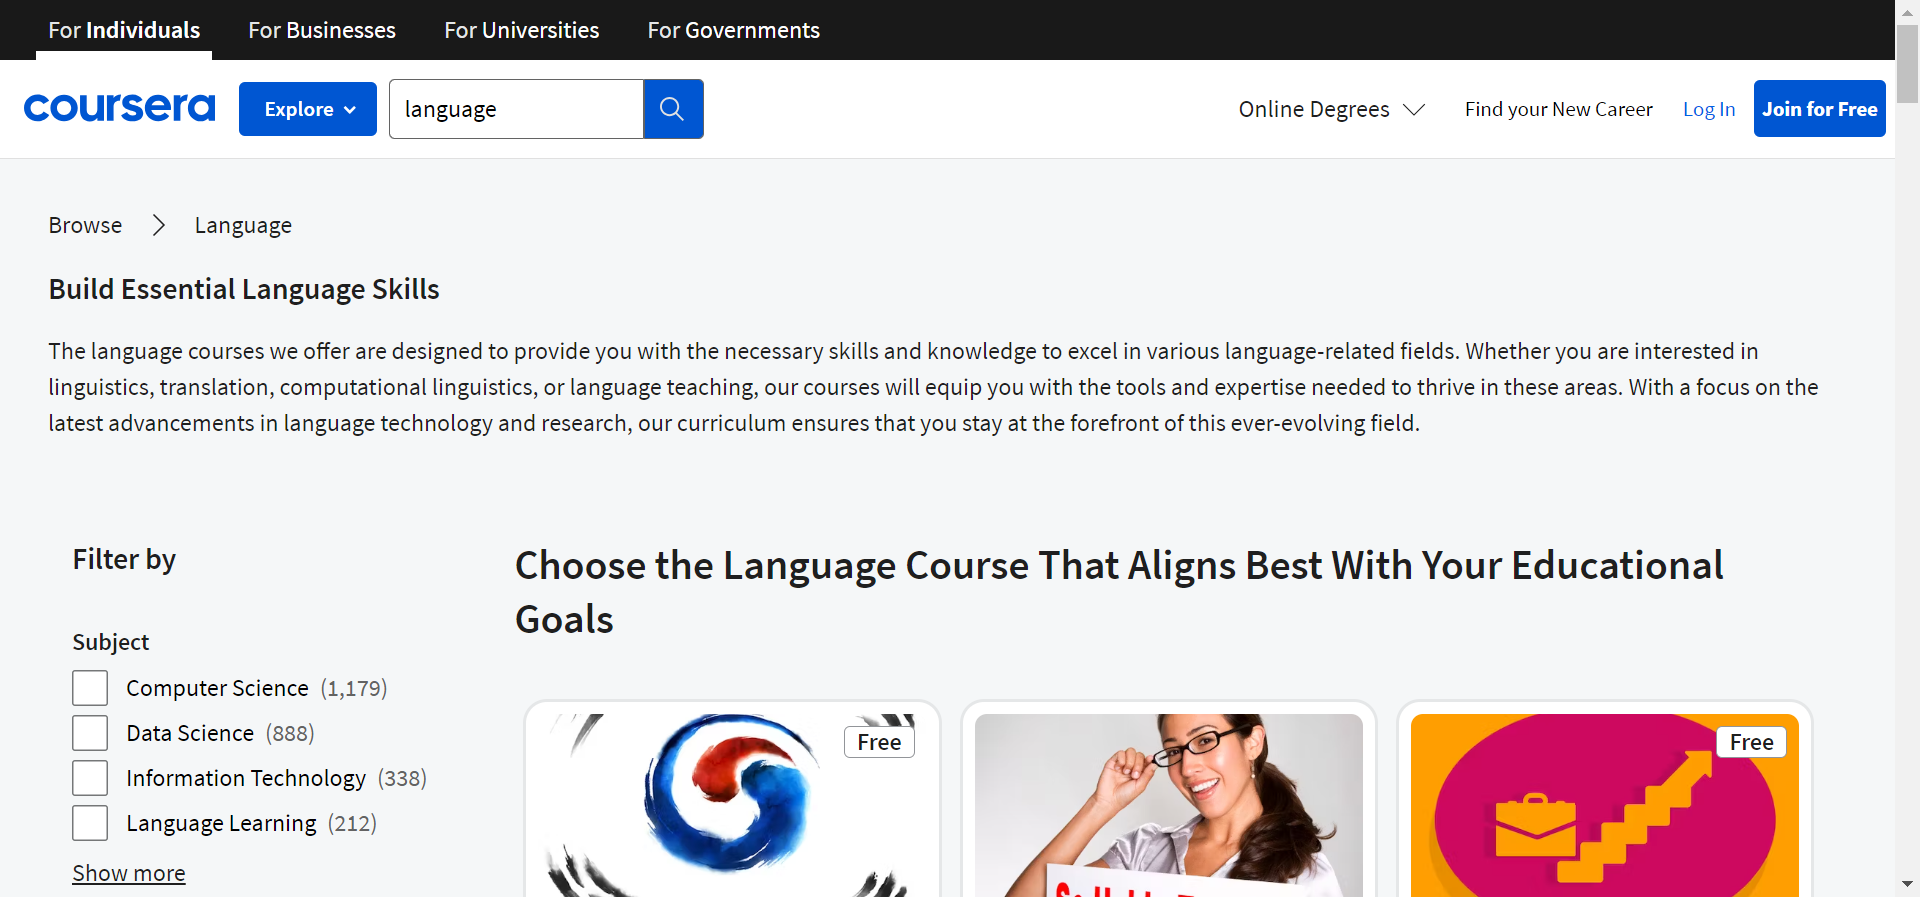 For Individuals
For Businesses
For Universities
For Governments
coursera
Explore
language
Online Degrees
Find your New Career
Log In
Join for Free
Browse
Language
Build Essential Language Skills
The language courses we offer are designed to provide you with the necessary skills and knowledge to excel in various language-related fields. Whether you are interested in
linguistics, translation, computational linguistics, or language teaching, our courses will equip you with the tools and expertise needed to thrive in these areas. With a focus on the
latest advancements in language technology and research, our curriculum ensures that you stay at the forefront of this ever-evolving field.
Filter by
Subject
Computer Science (1,179)
Data Science (888)
Information Technology (338)
Language Learning (212)
Show more
Choose the Language Course That Aligns Best With Your Educational
Goals
Free
Free